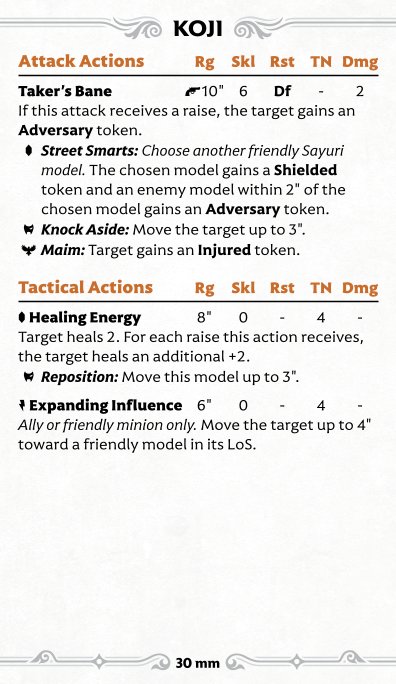 KOJI
Attack Actions Rg Skl Rst TN Dmg
Taker's Bane 10" 6 Df - 2
If this attack receives a raise, the target gains an
Adversary token.
Street Smarts: Choose another friendly Sayuri
model. The chosen model gains a Shielded
token and an enemy model within 2" of the
chosen model gains an Adversary token.
Knock Aside: Move the target up to 3".
Maim: Target gains an Injured token.
Tactical Actions Rg Skl Rst TN Dmg
Healing Energy 8" 0 - 4 -
Target heals 2. For each raise this action receives,
the target heals an additional +2.
Reposition: Move this model up to 3".
Expanding Influence 6" 0 - 4 -
Ally or friendly minion only. Move the target up to 4"
toward a friendly model in its LoS.
30 mm